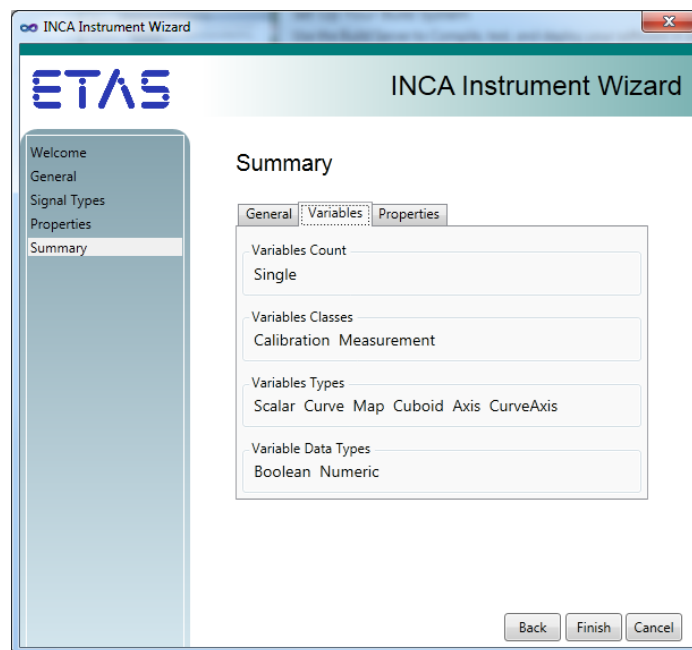 INCA Instrument Wizard
ETAS
INCA Instrument Wizard
Welcome
General
Signal Types
Properties
Summary
Summary
General Variables Properties
Variables Count
Single
Variables Classes
Calibration Measurement
Variables Types
Scalar Curve Map Cuboid Axis CurveAxis
Variable Data Types
Boolean Numeric
Back Finish Cancel